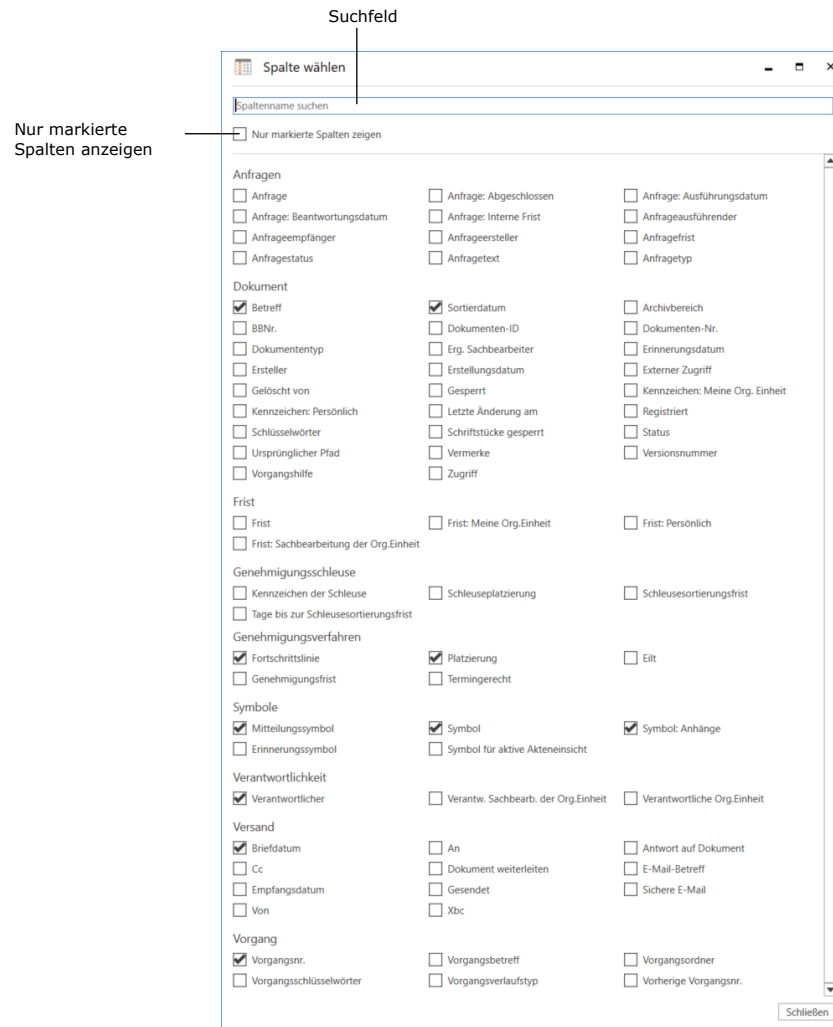 Suchfeld
Spalte wählen
Spaltenname suchen
Nur markierte
Spalten anzeigen
Nur markierte Spalten zeigen
Anfragen
Anfrage Anfrage: Abgeschlossen Anfrage: Ausführungsdatum
Anfrage: Beantwortungsdatum Anfrage: Interne Frist Anfrageausführender
Anfrageempfänger Anfrageersteller Anfragefrist
Anfragestatus Anfragetext Anfragetyp
Dokument
Betreff Sortierdatum Archivbereich
BBNr. Dokumenten-ID Dokumenten-Nr.
Dokumententyp Erg. Sachbearbeiter Erinnerungsdatum
Ersteller Erstellungsdatum Externer Zugriff
Gelöscht von Gesperrt Kennzeichen: Meine Org. Einheit
Kennzeichen: Persönlich Letzte Änderung am Registriert
Schlüsselwörter Schriftstücke gesperrt Status
Ursprünglicher Pfad Vermerke Versionsnummer
Vorgangshilfe Zugriff
Frist
Frist Frist: Meine Org.Einheit Frist: Persönlich
Frist: Sachbearbeitung der Org.Einheit
Genehmigungsschleuse
Kennzeichen der Schleuse Schleuseplatzierung Schleusesortierungsfrist
Tage bis zur Schleusesortierungsfrist
Genehmigungsverfahren
Fortschrittslinie Platzierung Eilt
Genehmigungsfrist Termingerecht
Symbole
Mitteilungssymbol Symbol Symbol: Anhänge
Erinnerungssymbol Symbol für aktive Akteneinsicht
Verantwortlichkeit
Verantwortlicher Verantw. Sachbearb. der Org.Einheit Verantwortliche Org.Einheit
Versand
Briefdatum An Antwort auf Dokument
Cc Dokument weiterleiten E-Mail-Betreff
Empfangsdatum Gesendet Sichere E-Mail
Von Xbc
Vorgang
Vorgangsnr. Vorgangsbetreff Vorgangsordner
Vorgangsschlüsselwörter Vorgangsverlaufstyp Vorherige Vorgangsnr.
Schließen